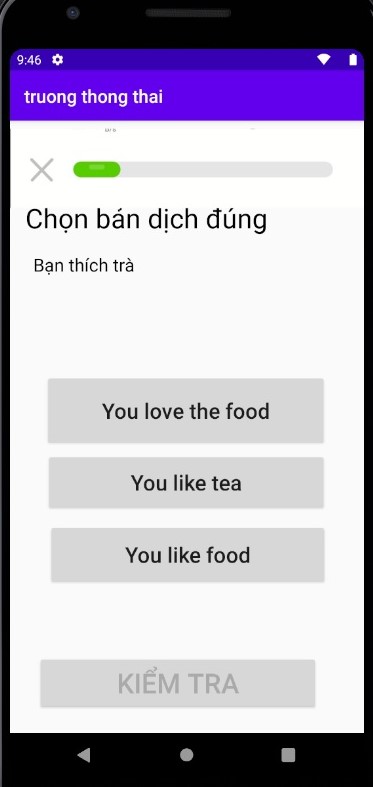 9:46
truong thong thai
Chọn bán dịch đúng
Bạn thích trà
You love the food
You like tea
You like food
KIỂM TRA